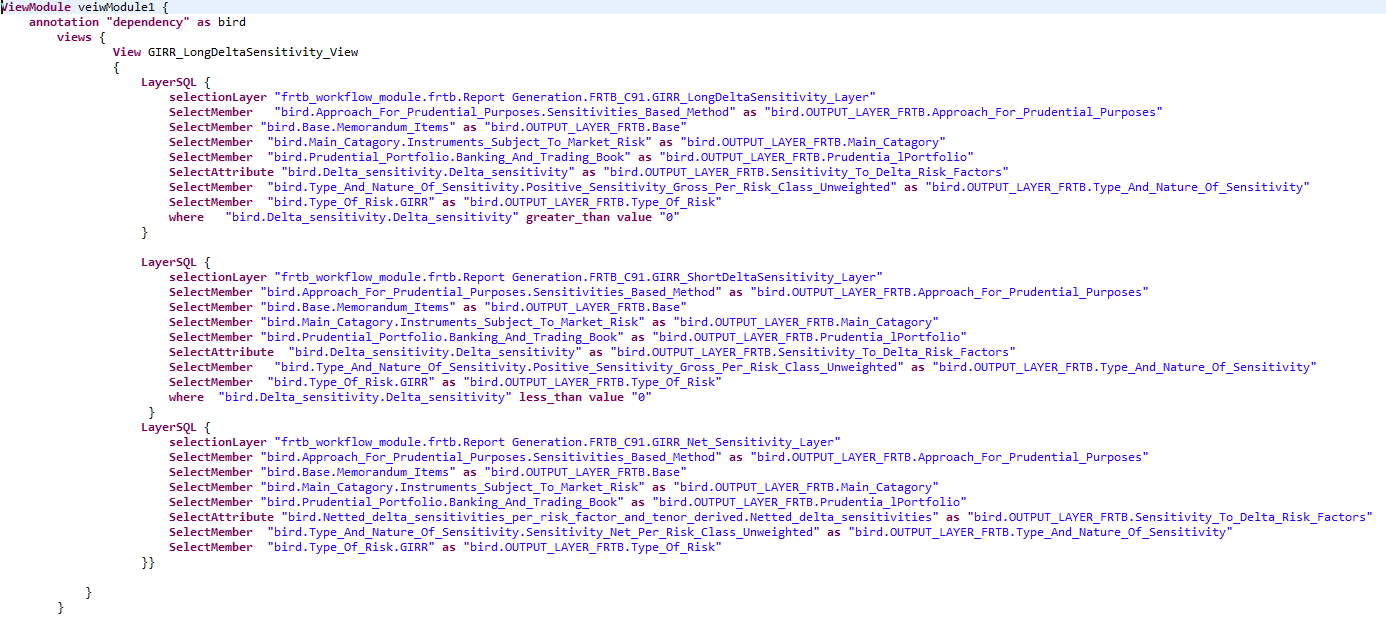 ViewModule veiwModule1 {
annotation "dependency" as bird
views {
View GIRR_LongDeltaSensitivity_View
{
LayerSQL {
selectionLayer "frtb_workflow_module.frtb.Report Generation.FRTB_C91.GIRR_LongDeltaSensitivity_Layer"
SelectMember "bird.Approach_For_Prudential_Purposes.Sensitivities_Based_Method" as "bird.OUTPUT_LAYER_FRTB.Approach_For_Prudential_Purposes"
SelectMember "bird.Base.Memorandum_Items" as "bird.OUTPUT_LAYER_FRTB.Base"
SelectMember "bird.Main_Catagory.Instruments_Subject_To_Market_Risk" as "bird.OUTPUT_LAYER_FRTB.Main_Catagory"
SelectMember "bird.Prudential_Portfolio.Banking_And_Trading_Book" as "bird.OUTPUT_LAYER_FRTB.Prudentia_lPortfolio"
SelectAttribute "bird.Delta_sensitivity.Delta_sensitivity" as "bird.OUTPUT_LAYER_FRTB.Sensitivity_To_Delta_Risk_Factors"
SelectMember "bird.Type_And_Nature_Of_Sensitivity.Positive_Sensitivity_Gross_Per_Risk_Class_Unweighted" as "bird.OUTPUT_LAYER_FRTB.Type_And_Nature_Of_Sensitivity"
SelectMember "bird.Type_Of_Risk.GIRR" as "bird.OUTPUT_LAYER_FRTB.Type_Of_Risk"
where "bird.Delta_sensitivity.Delta_sensitivity" greater_than value "0"
}
LayerSQL {
selectionLayer "frtb_workflow_module.frtb.Report Generation.FRTB_C91.GIRR_ShortDeltaSensitivity_Layer"
SelectMember "bird.Approach_For_Prudential_Purposes.Sensitivities_Based_Method" as "bird.OUTPUT_LAYER_FRTB.Approach_For_Prudential_Purposes"
SelectMember "bird.Base.Memorandum_Items" as "bird.OUTPUT_LAYER_FRTB.Base"
SelectMember "bird.Main_Catagory.Instruments_Subject_To_Market_Risk" as "bird.OUTPUT_LAYER_FRTB.Main_Catagory"
SelectMember "bird.Prudential_Portfolio.Banking_And_Trading_Book" as "bird.OUTPUT_LAYER_FRTB.Prudentia_lPortfolio"
SelectAttribute "bird.Delta_sensitivity.Delta_sensitivity" as "bird.OUTPUT_LAYER_FRTB.Sensitivity_To_Delta_Risk_Factors"
SelectMember "bird.Type_And_Nature_Of_Sensitivity.Positive_Sensitivity_Gross_Per_Risk_Class_Unweighted" as "bird.OUTPUT_LAYER_FRTB.Type_And_Nature_Of_Sensitivity"
SelectMember "bird.Type_Of_Risk.GIRR" as "bird.OUTPUT_LAYER_FRTB.Type_Of_Risk"
where "bird.Delta_sensitivity.Delta_sensitivity" less_than value "0"
}
LayerSQL {
selectionLayer "frtb_workflow_module.frtb.Report Generation.FRTB_C91.GIRR_Net_Sensitivity_Layer"
SelectMember "bird.Approach_For_Prudential_Purposes.Sensitivities_Based_Method" as "bird.OUTPUT_LAYER_FRTB.Approach_For_Prudential_Purposes"
SelectMember "bird.Base.Memorandum_Items" as "bird.OUTPUT_LAYER_FRTB.Base"
SelectMember "bird.Main_Catagory.Instruments_Subject_To_Market_Risk" as "bird.OUTPUT_LAYER_FRTB.Main_Catagory"
SelectMember "bird.Prudential_Portfolio.Banking_And_Trading_Book" as "bird.OUTPUT_LAYER_FRTB.Prudentia_lPortfolio"
SelectAttribute "bird.Netted_delta_sensitivities_per_risk_factor_and_tenor_derived.Netted_delta_sensitivities" as "bird.OUTPUT_LAYER_FRTB.Sensitivity_To_Delta_Risk_Factors"
SelectMember "bird.Type_And_Nature_Of_Sensitivity.Sensitivity_Net_Per_Risk_Class_Unweighted" as "bird.OUTPUT_LAYER_FRTB.Type_And_Nature_Of_Sensitivity"
SelectMember "bird.Type_Of_Risk.GIRR" as "bird.OUTPUT_LAYER_FRTB.Type_Of_Risk"
}}
}
}